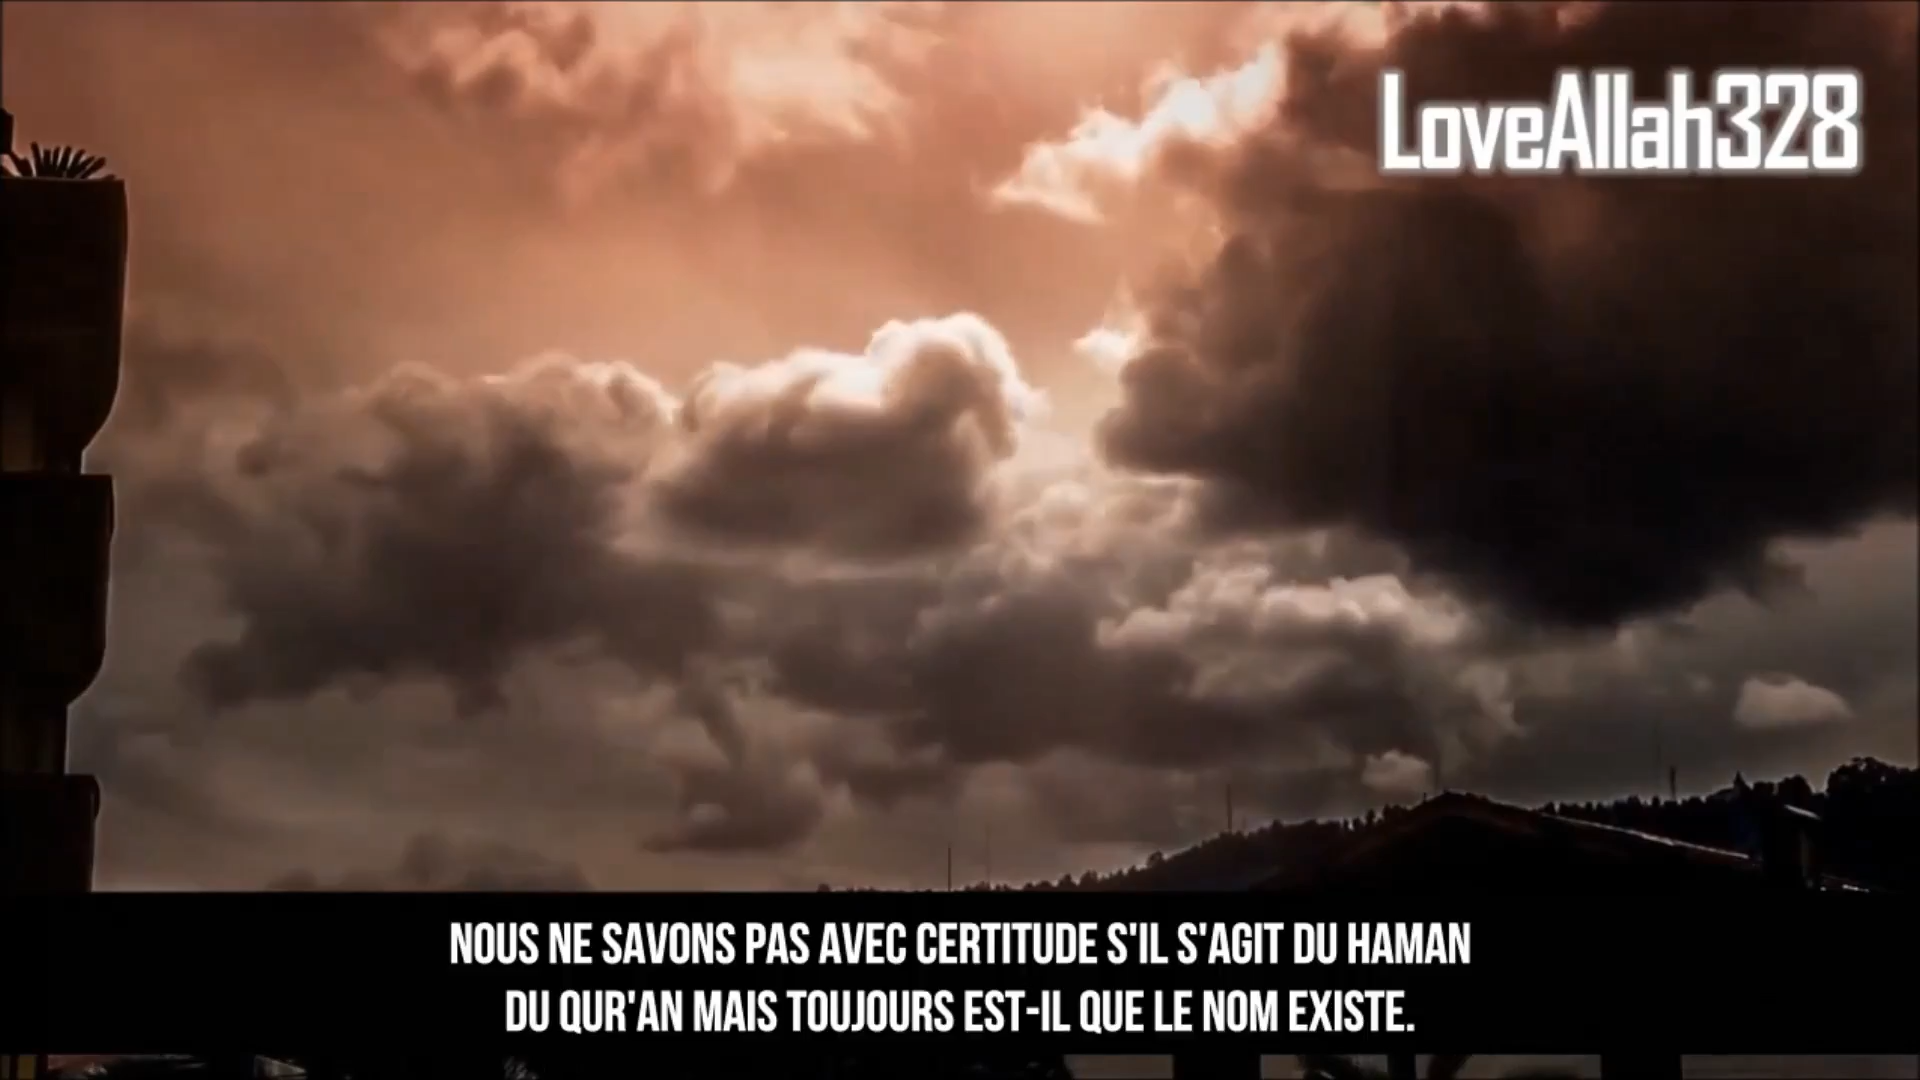 LoveAllah328
NOUS NE SAVONS PAS AVEC CERTITUDE S'IL S'AGIT DU HAMAN
DU QUR'AN MAIS TOUJOURS EST-IL QUE LE NOM EXISTE.